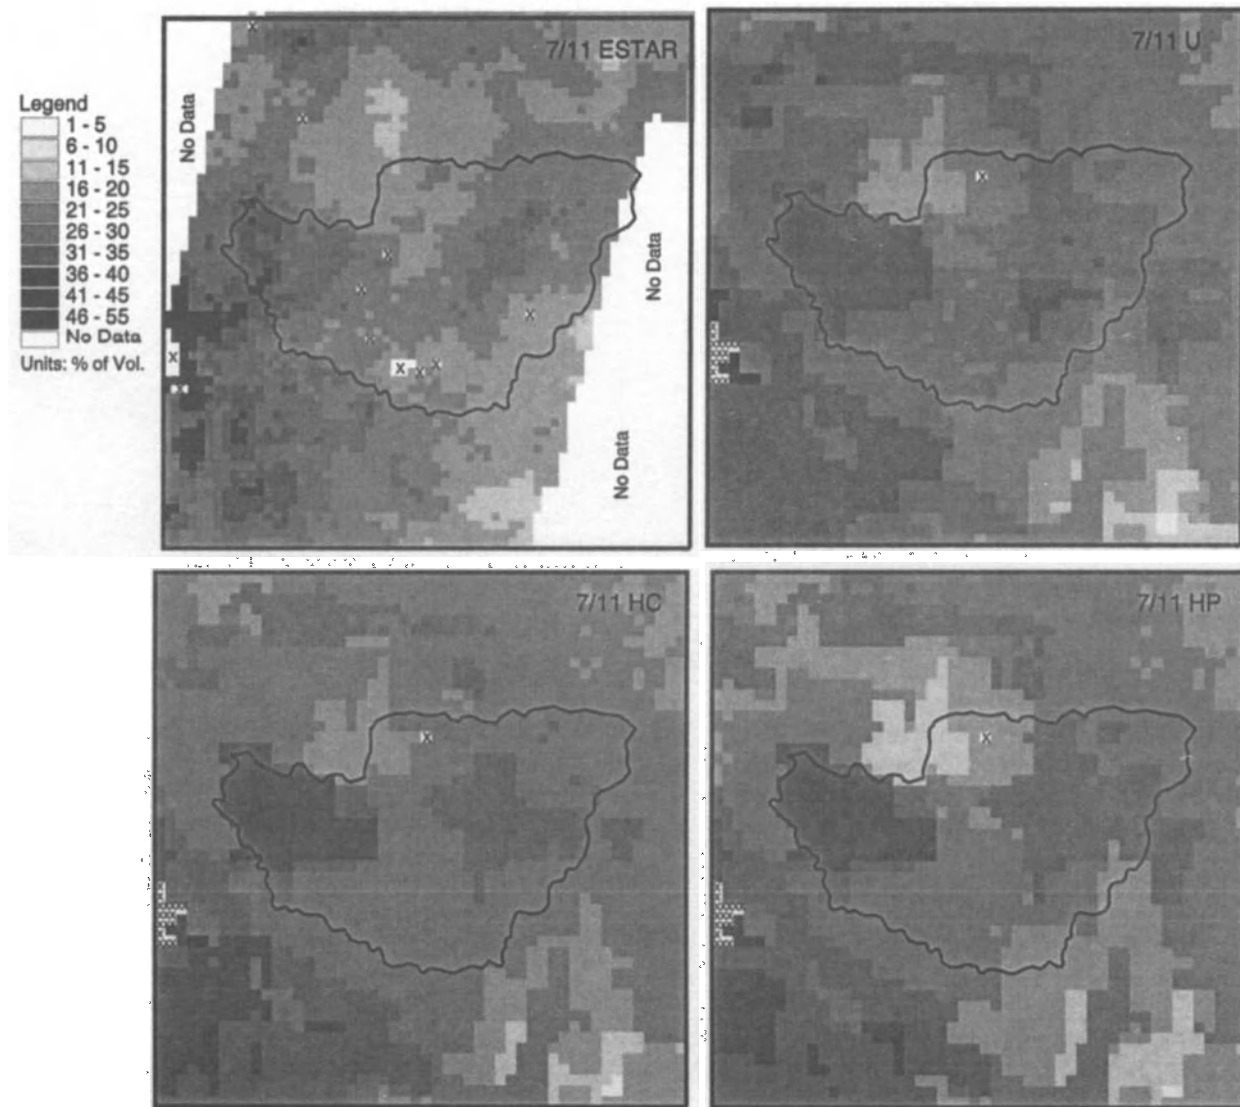 7/11 ESTAR
7/11 U
Legend
1 - 5
6 - 10
11 - 15
16 - 20
21 - 25
26 - 30
31 - 35
36 - 40
41 - 45
46 - 55
No Data
Units: % of Vol.
No Data
No Data
No Data
7/11 HC
7/11 HP